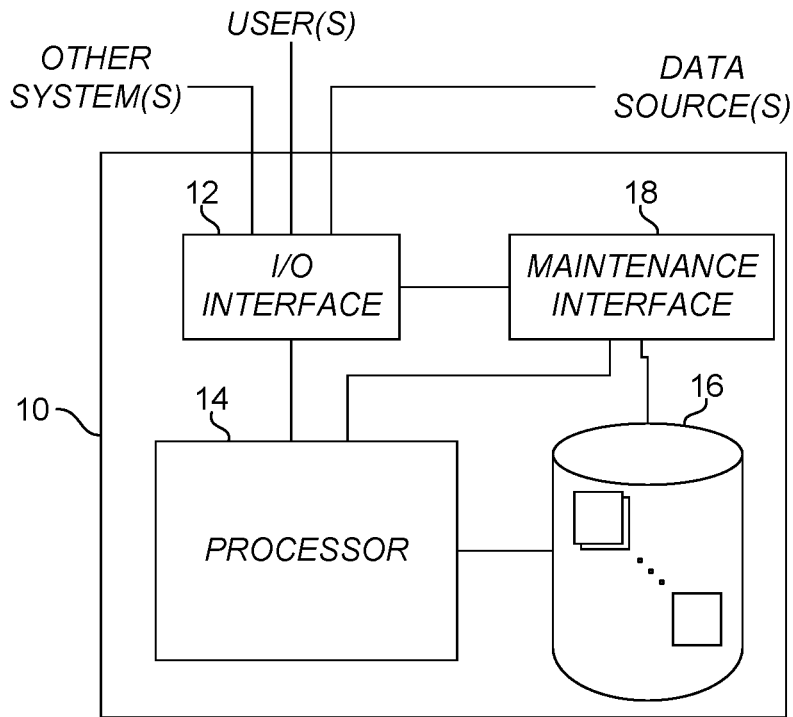 USER(S)
OTHER
SYSTEM(S)
DATA
SOURCE(S)
12
18
I/O
INTERFACE
MAINTENANCE
INTERFACE
10
14
16
PROCESSOR